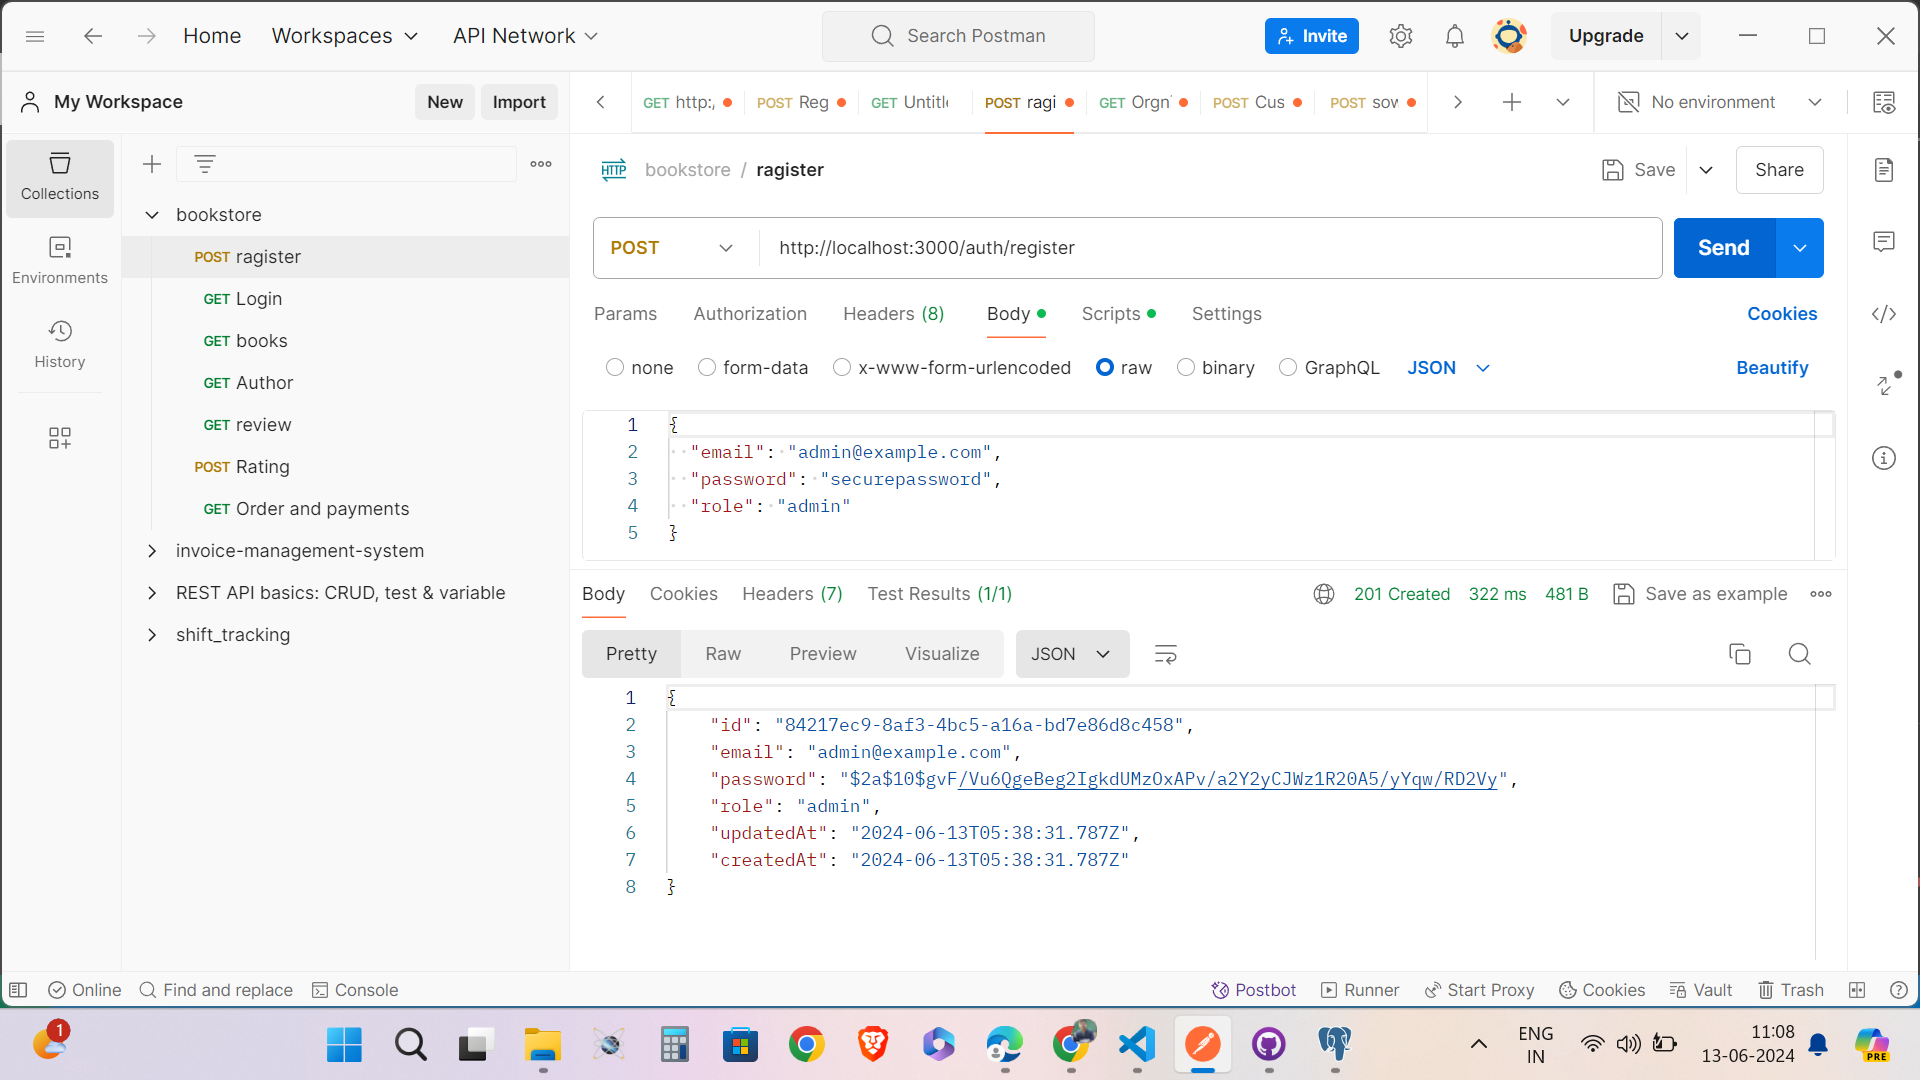 Home Workspaces API Network Search Postman Invite Upgrade
My Workspace New Import GET http:/ POST Reg GET Untitl POST ragi GET Orgn POST Cus POST sow No environment
bookstore / ragister Save Share
Collections
Environments
History
bookstore
POST ragister
GET Login
GET books
GET Author
GET review
POST Rating
GET Order and payments
invoice-management-system
REST API basics: CRUD, test & variable
shift_tracking
HTTP
POST http://localhost:3000/auth/register Send
Params Authorization Headers (8) Body Scripts Settings Cookies
none form-data x-www-form-urlencoded raw binary GraphQL JSON Beautify
1 {
2 "email": "admin@example.com",
3 "password": "securepassword",
4 "role": "admin"
5 }
Body Cookies Headers (7) Test Results (1/1) 201 Created 322 ms 481 B Save as example
Pretty Raw Preview Visualize JSON
1 {
2 "id": "84217ec9-8af3-4bc5-a16a-bd7e86d8c458",
3 "email": "admin@example.com",
4 "password": "$2a$10$gvF/Vu6QgeBeg2IgkdUMzOxAPv/a2Y2yCJWz1R20A5/yYqw/RD2Vy",
5 "role": "admin",
6 "updatedAt": "2024-06-13T05:38:31.787Z",
7 "createdAt": "2024-06-13T05:38:31.787Z"
8 }
Online Find and replace Console Postbot Runner Start Proxy Cookies Vault Trash
1 ENG 11:08
IN 13-06-2024 PRE